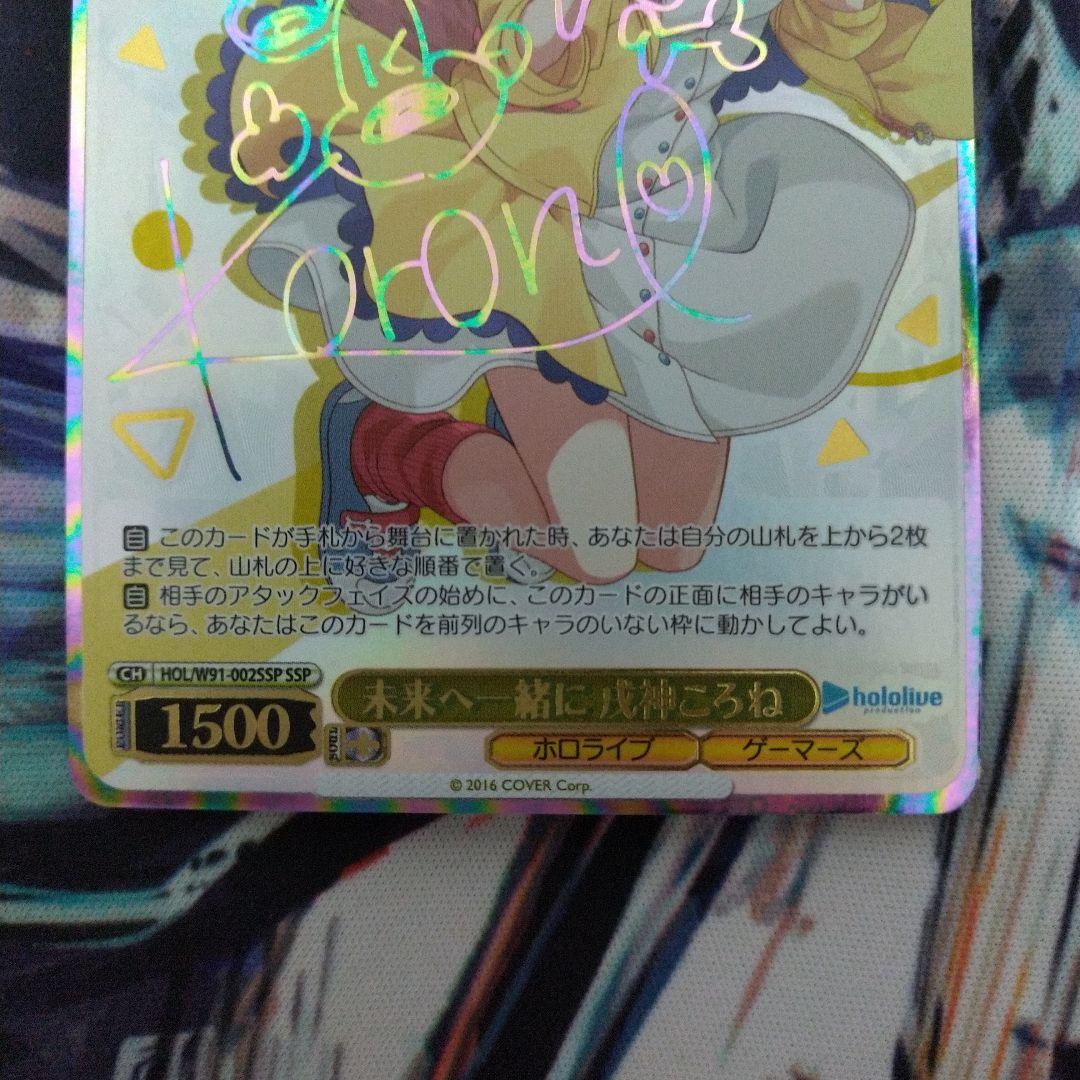 Korone
自 このカードが手札から舞台に置かれた時、あなたは自分の山札を上から2枚
まで見て、山札の上に好きな順番で置く。
自 相手のアタックフェイズの始めに、このカードの正面に相手のキャラがい
るなら、あなたはこのカードを前列のキャラのいない枠に動かしてよい。
CH HOL/W91-002SSP SSP
未来へ一緒に 戌神ころね
hololive
production
POWER 1500
SOUL
ホロライブ ゲーマーズ
© 2016 COVER Corp.